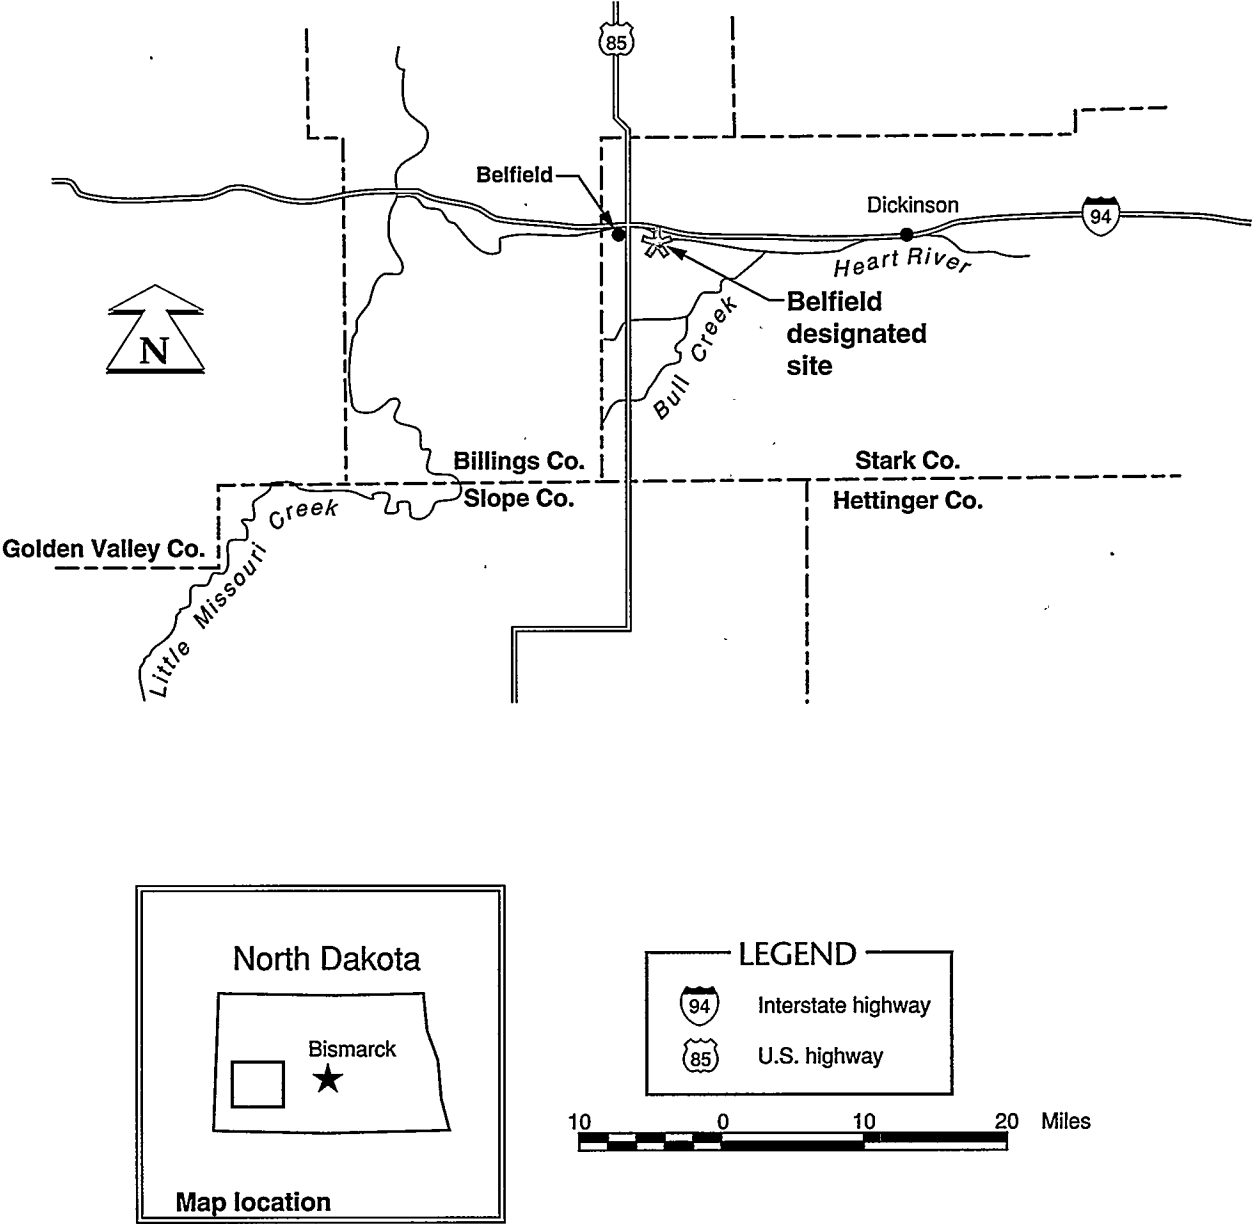 85
Belfield
Dickinson
94
Heart River
Belfield
designated
site
N
Bull Creek
Billings Co.
Stark Co.
Slope Co.
Hettinger Co.
Golden Valley Co.
Little Missouri Creek
North Dakota
Bismarck
Map location
LEGEND
94 Interstate highway
85 U.S. highway
10 0 10 20 Miles